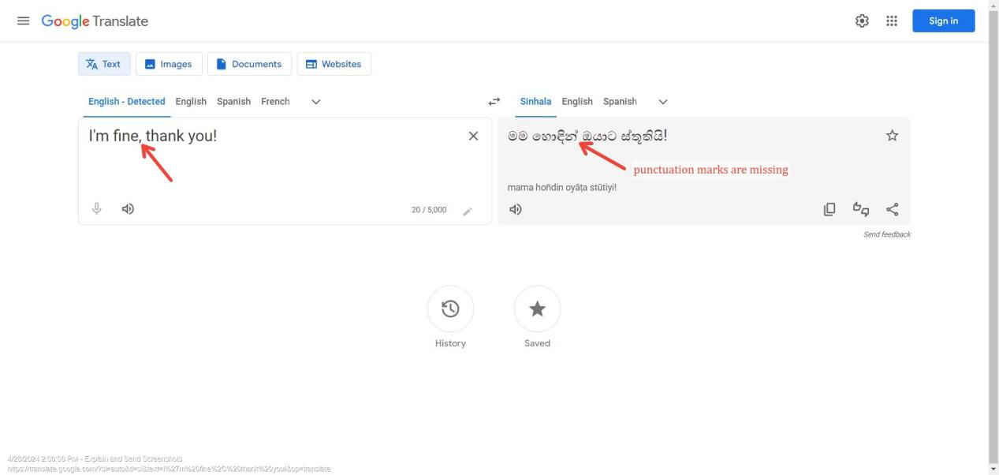 Google Translate
Sign in
Text Images Documents Websites
English - Detected English Spanish French
Sinhala English Spanish
I'm fine, thank you!
20 / 5,000
මම හොඳින් ඔයාට ස්තූතියි!
punctuation marks are missing
mama hon̆din oyāṭa stūtiyi!
Send feedback
History
Saved
4/28/2024 2:00:08 PM - Explain and Send Screenshots
https://translate.google.com/?sl=auto&tl=si&text=I%27m%20fine%2C%20thank%20you!&op=translate